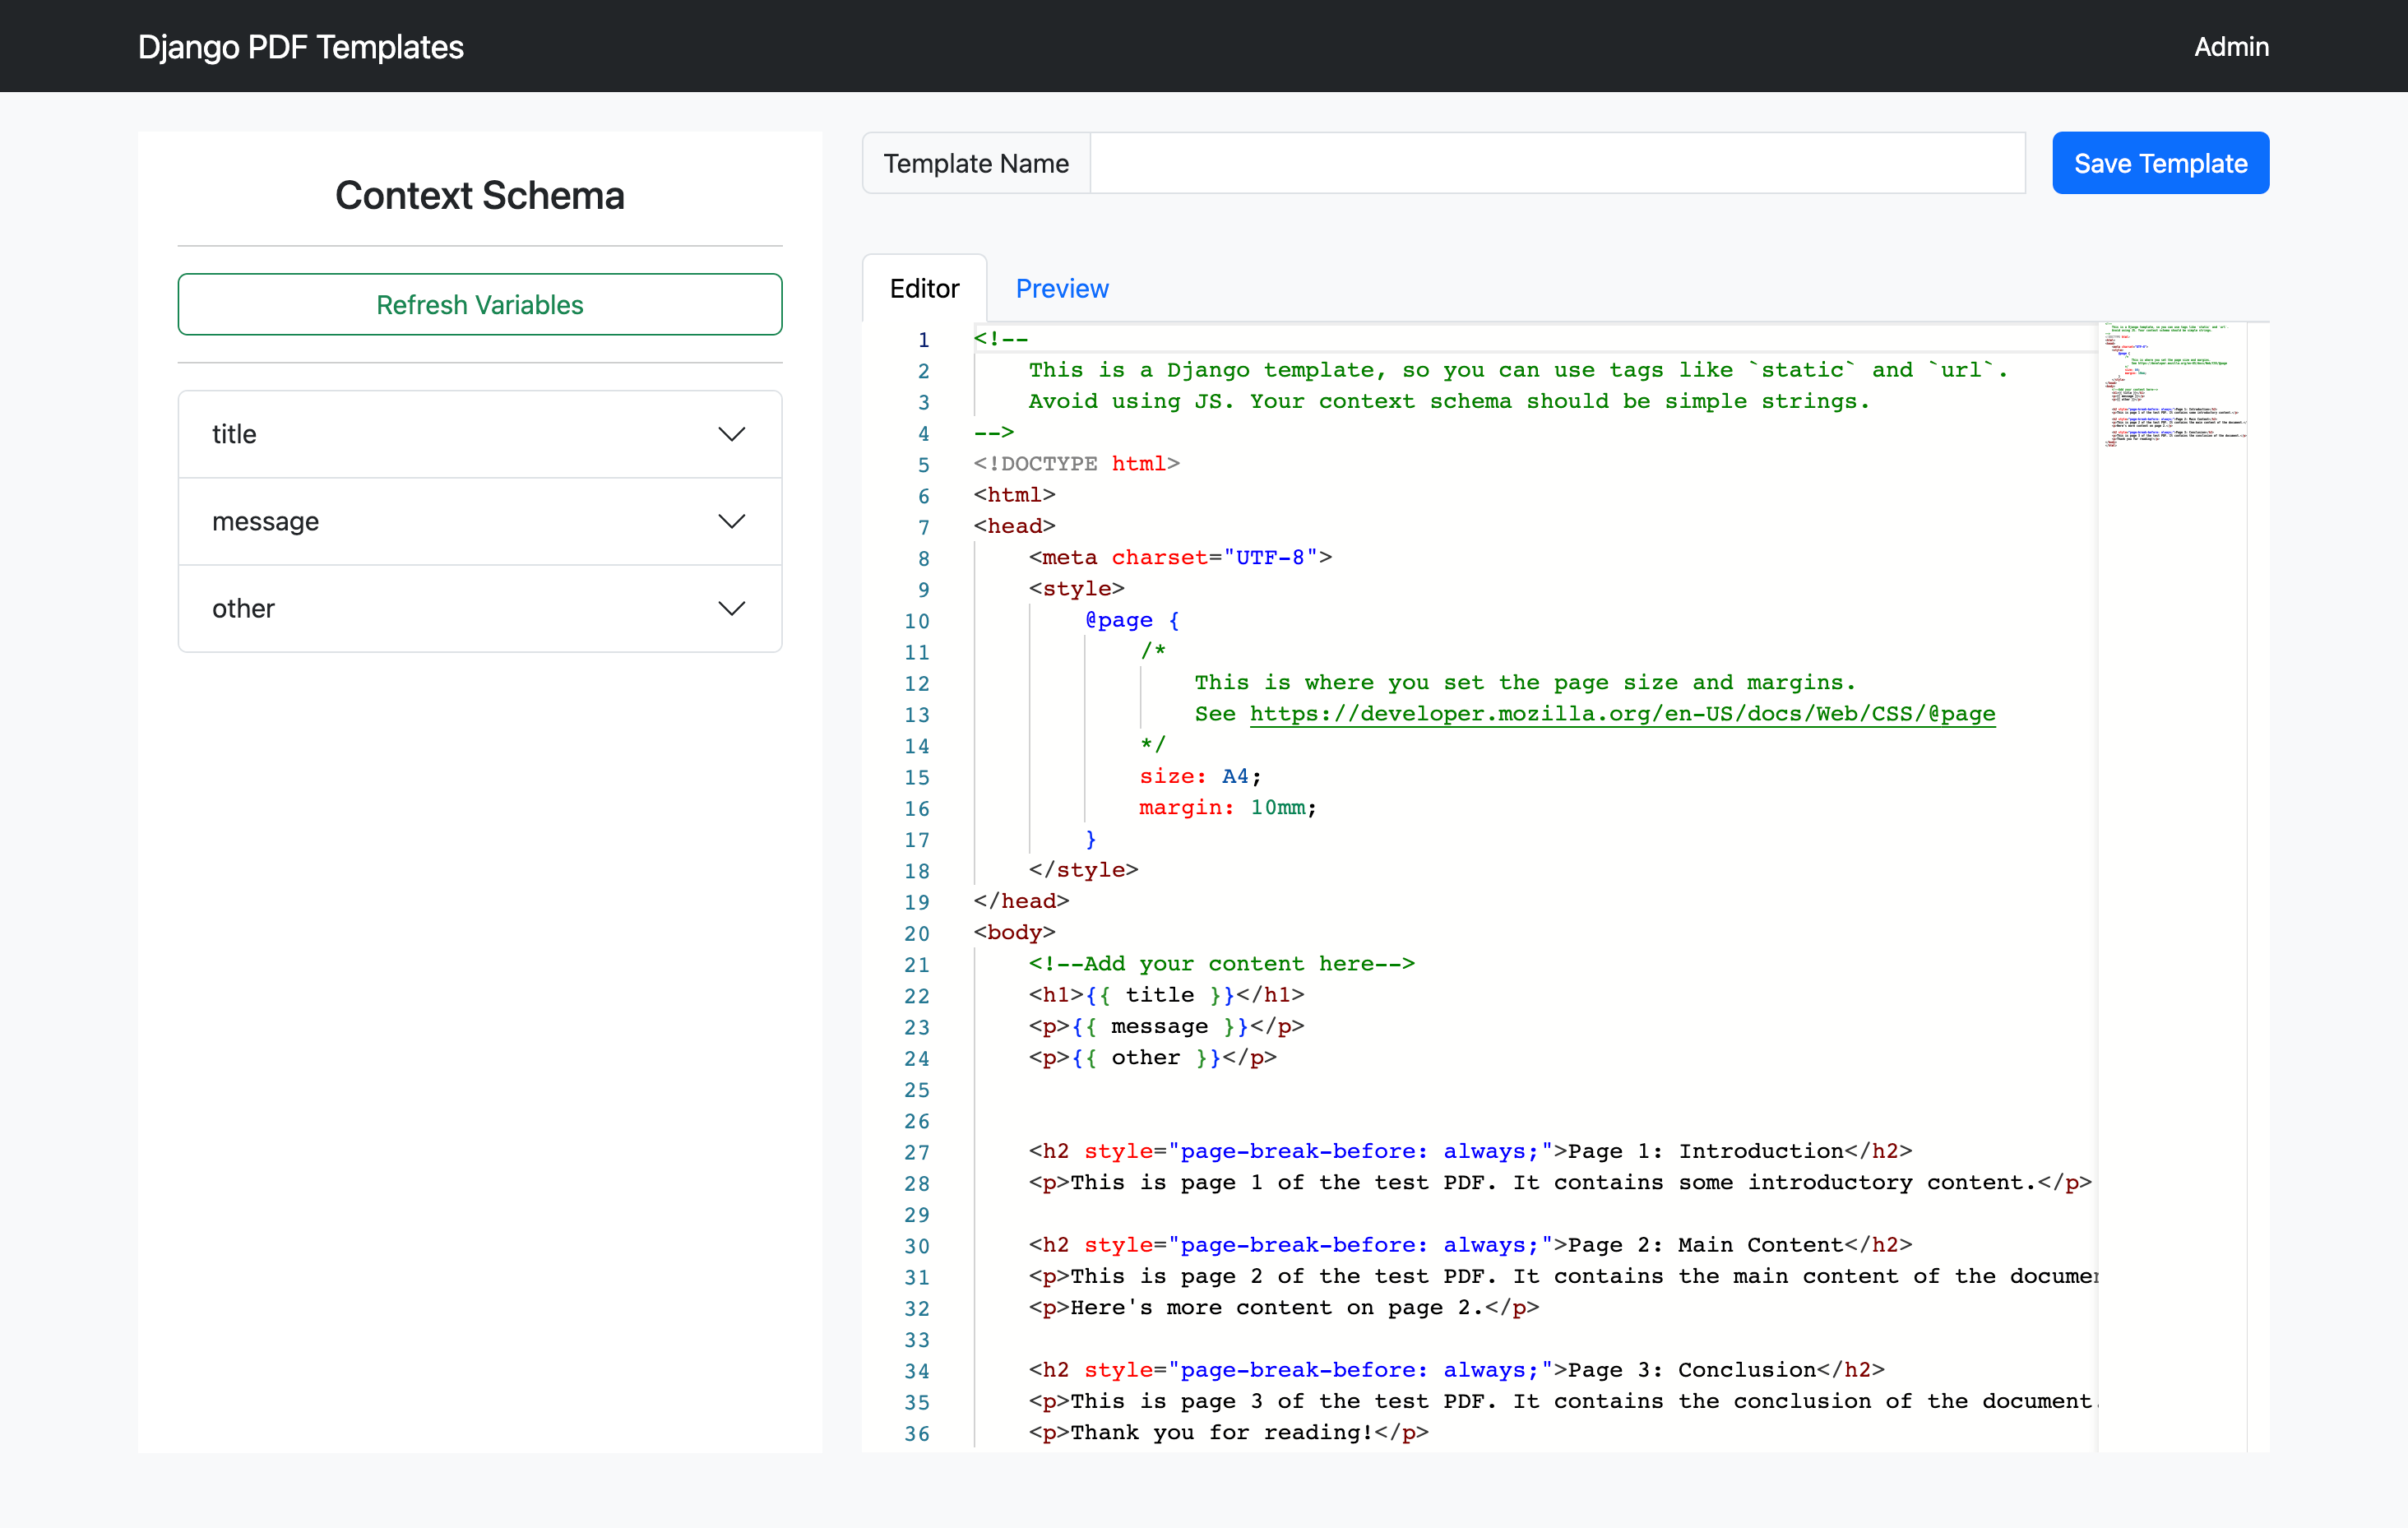 Django PDF Templates
Admin
Context Schema
Refresh Variables
title
message
other
Template Name
Save Template
Editor
Preview
1 <!--
2     This is a Django template, so you can use tags like `static` and `url`.
3     Avoid using JS. Your context schema should be simple strings.
4 -->
5 <!DOCTYPE html>
6 <html>
7 <head>
8     <meta charset="UTF-8">
9     <style>
10         @page {
11             /*
12                 This is where you set the page size and margins.
13                 See https://developer.mozilla.org/en-US/docs/Web/CSS/@page
14             */
15             size: A4;
16             margin: 10mm;
17         }
18     </style>
19 </head>
20 <body>
21     <!--Add your content here-->
22     <h1>{{ title }}</h1>
23     <p>{{ message }}</p>
24     <p>{{ other }}</p>
25
26
27     <h2 style="page-break-before: always;">Page 1: Introduction</h2>
28     <p>This is page 1 of the test PDF. It contains some introductory content.</p>
29
30     <h2 style="page-break-before: always;">Page 2: Main Content</h2>
31     <p>This is page 2 of the test PDF. It contains the main content of the documen
32     <p>Here's more content on page 2.</p>
33
34     <h2 style="page-break-before: always;">Page 3: Conclusion</h2>
35     <p>This is page 3 of the test PDF. It contains the conclusion of the document.
36     <p>Thank you for reading!</p>